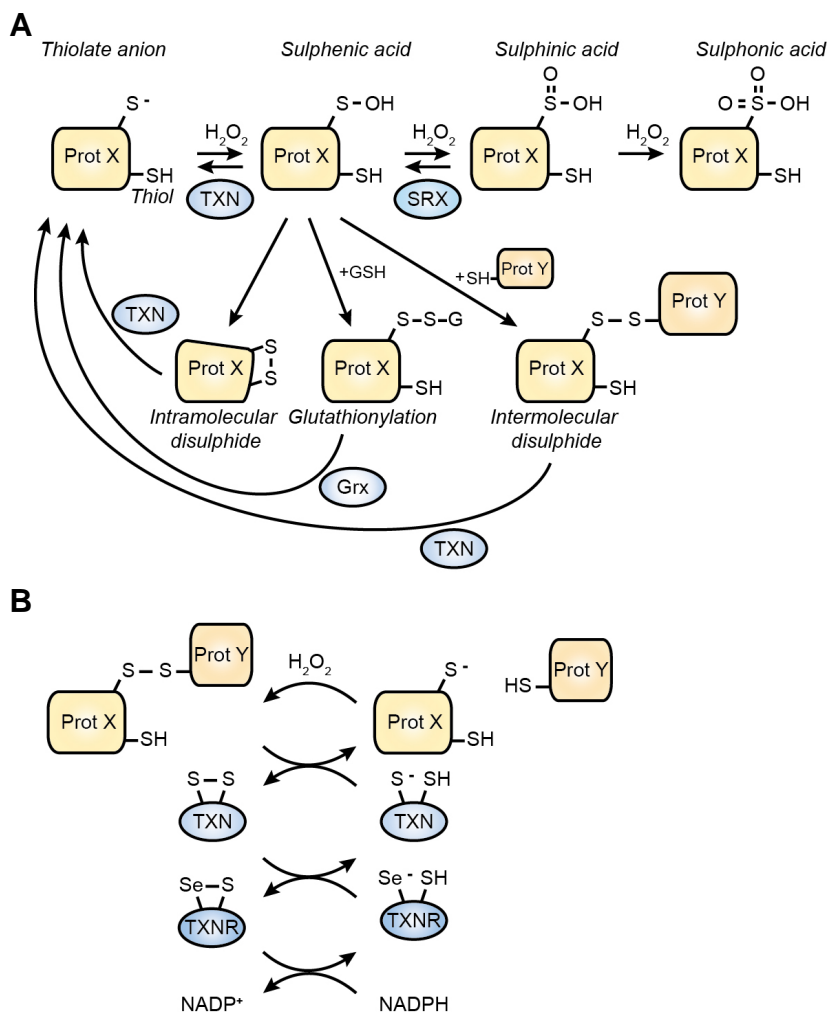 A
Thiolate anion
Sulphenic acid
Sulphinic acid
Sulphonic acid
O
O
S -
S - OH
S - OH
O = S - OH
H2O2
H2O2
H2O2
Prot X
Prot X
Prot X
Prot X
SH
SH
SH
SH
Thiol
TXN
SRX
+GSH
+SH
Prot Y
TXN
Prot Y
S - S - G
S - S
S
S
Prot X
Prot X
Prot X
SH
SH
Intramolecular
disulphide
Glutathionylation
Intermolecular
disulphide
Grx
TXN
B
S - S
Prot Y
H2O2
S -
HS
Prot Y
Prot X
SH
Prot X
SH
S - S
S - SH
TXN
TXN
Se - S
Se - SH
TXNR
TXNR
NADP+
NADPH